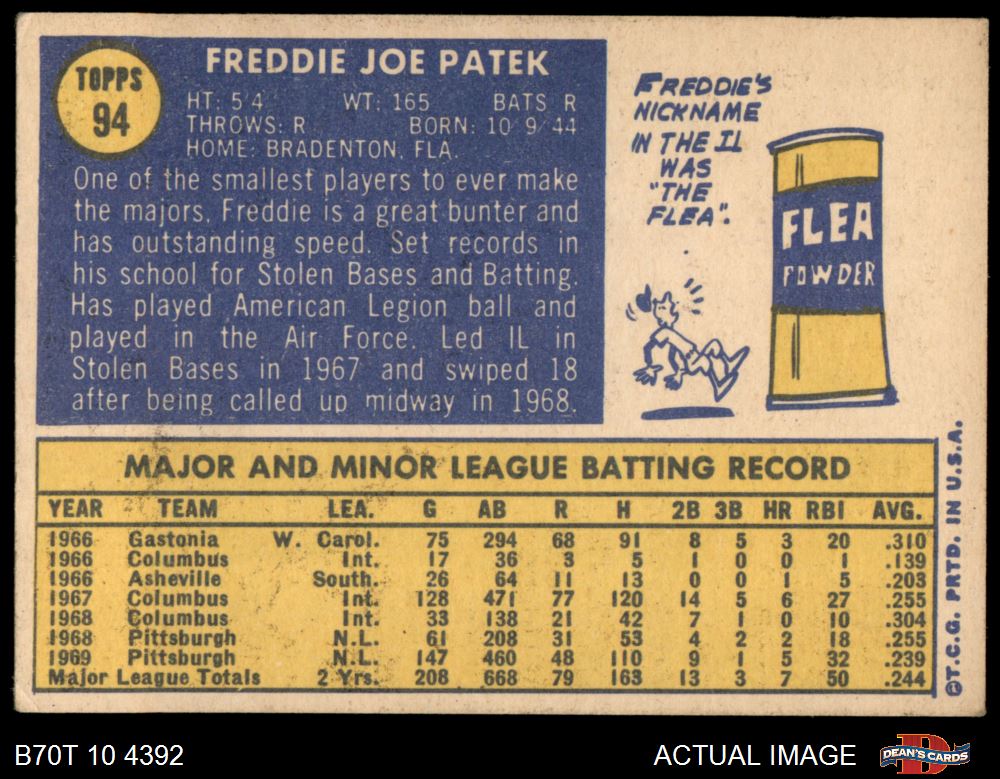 TOPPS
94
FREDDIE JOE PATEK
HT: 5 4 WT: 165 BATS R
THROWS: R BORN: 10 9 44
HOME: BRADENTON, FLA.
One of the smallest players to ever make
the majors, Freddie is a great bunter and
has outstanding speed. Set records in
his school for Stolen Bases and Batting.
Has played American Legion ball and
played in the Air Force. Led IL in
Stolen Bases in 1967 and swiped 18
after being called up midway in 1968.
FREDDIE'S
NICKNAME
IN THE IL
WAS
"THE
FLEA".
FLEA
POWDER
MAJOR AND MINOR LEAGUE BATTING RECORD
YEAR TEAM LEA. G AB R H 2B 3B HR RBI AVG.
1966 Gastonia W. Carol. 75 294 68 91 8 5 3 20 .310
1966 Columbus Int. 17 36 3 5 1 0 0 1 .139
1966 Asheville South. 26 64 11 13 0 0 1 5 .203
1967 Columbus Int. 128 471 77 120 14 5 6 27 .255
1968 Columbus Int. 33 138 21 42 7 1 0 10 .304
1968 Pittsburgh N.L. 61 208 31 53 4 2 2 18 .255
1969 Pittsburgh N.L. 147 460 48 110 9 1 5 32 .239
Major League Totals 2 Yrs. 208 668 79 163 13 3 7 50 .244
©T.C.G. PRTD. IN U.S.A.
B70T 10 4392
ACTUAL IMAGE
DEAN'S CARDS